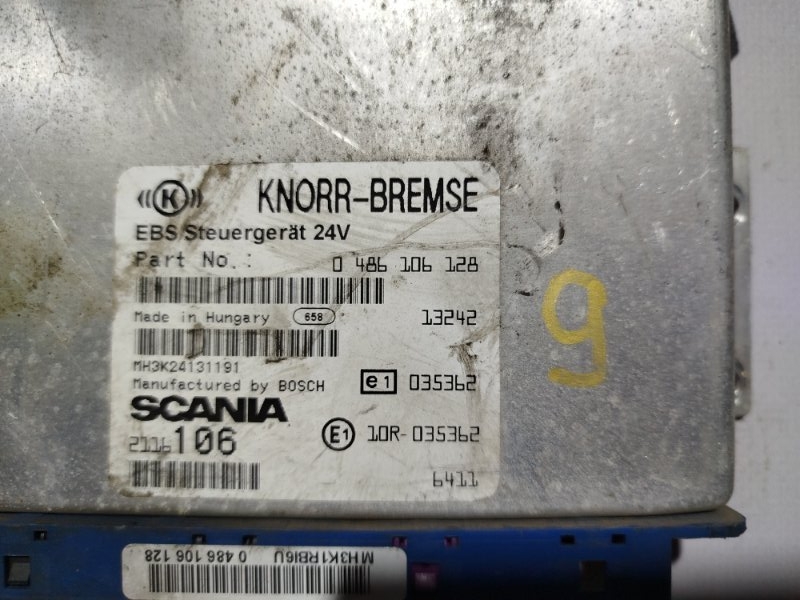 ((K)) KNORR-BREMSE
EBS Steuergerät 24V
Part No.: 0 486 106 128
Made in Hungary 658 13242
MH3K24131191
Manufactured by BOSCH e1 035362
SCANIA
2116106 E1 10R-035362
6411
9
MH3K1RBI6U 0 486 106 128